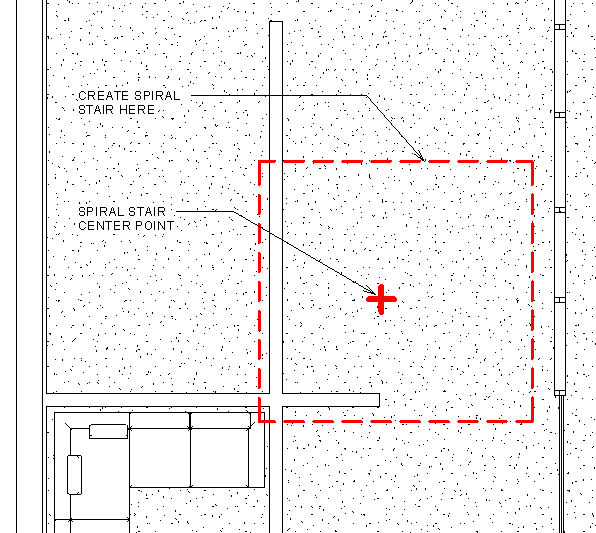 CREATE SPIRAL
STAIR HERE
SPIRAL STAIR
CENTER POINT